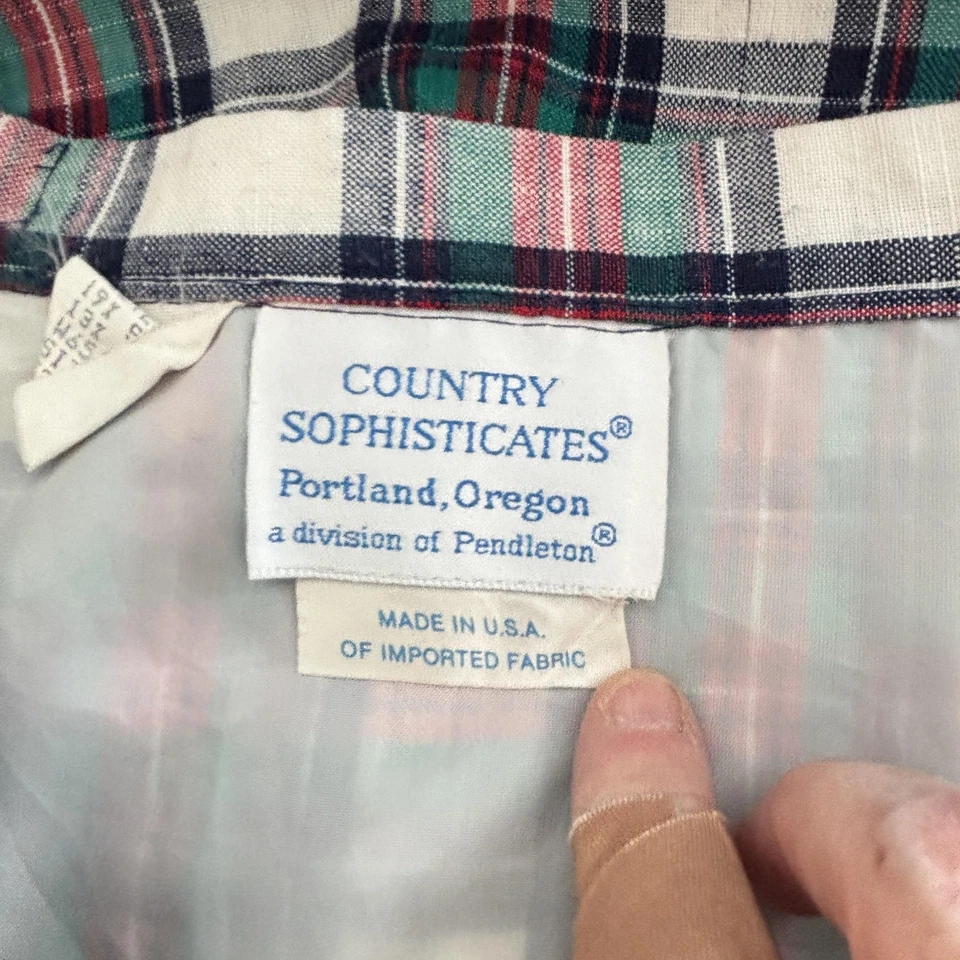 COUNTRY
SOPHISTICATES®
Portland, Oregon
a division of Pendleton®
MADE IN U.S.A.
OF IMPORTED FABRIC